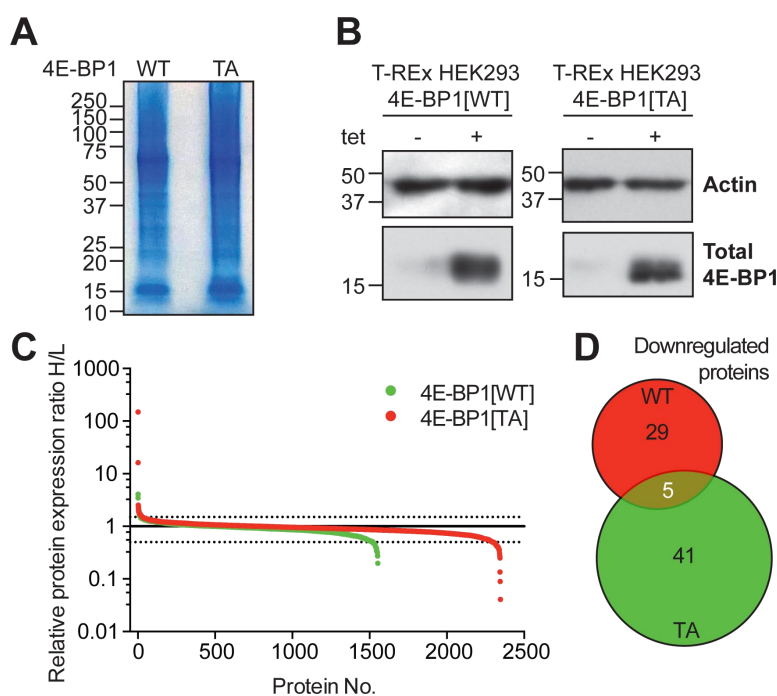 A
4E-BP1 WT TA
250
150
100
75
50
37
25
20
15
10
B
T-REx HEK293 T-REx HEK293
4E-BP1[WT] 4E-BP1[TA]
tet - + - +
50 50 Actin
37 37
Total
15 15 4E-BP1
C
Relative protein expression ratio H/L
1000
100
10
1
0.1
0.01
4E-BP1[WT]
4E-BP1[TA]
0 500 1000 1500 2000 2500
Protein No.
D
Downregulated
proteins
WT
29
5
41
TA